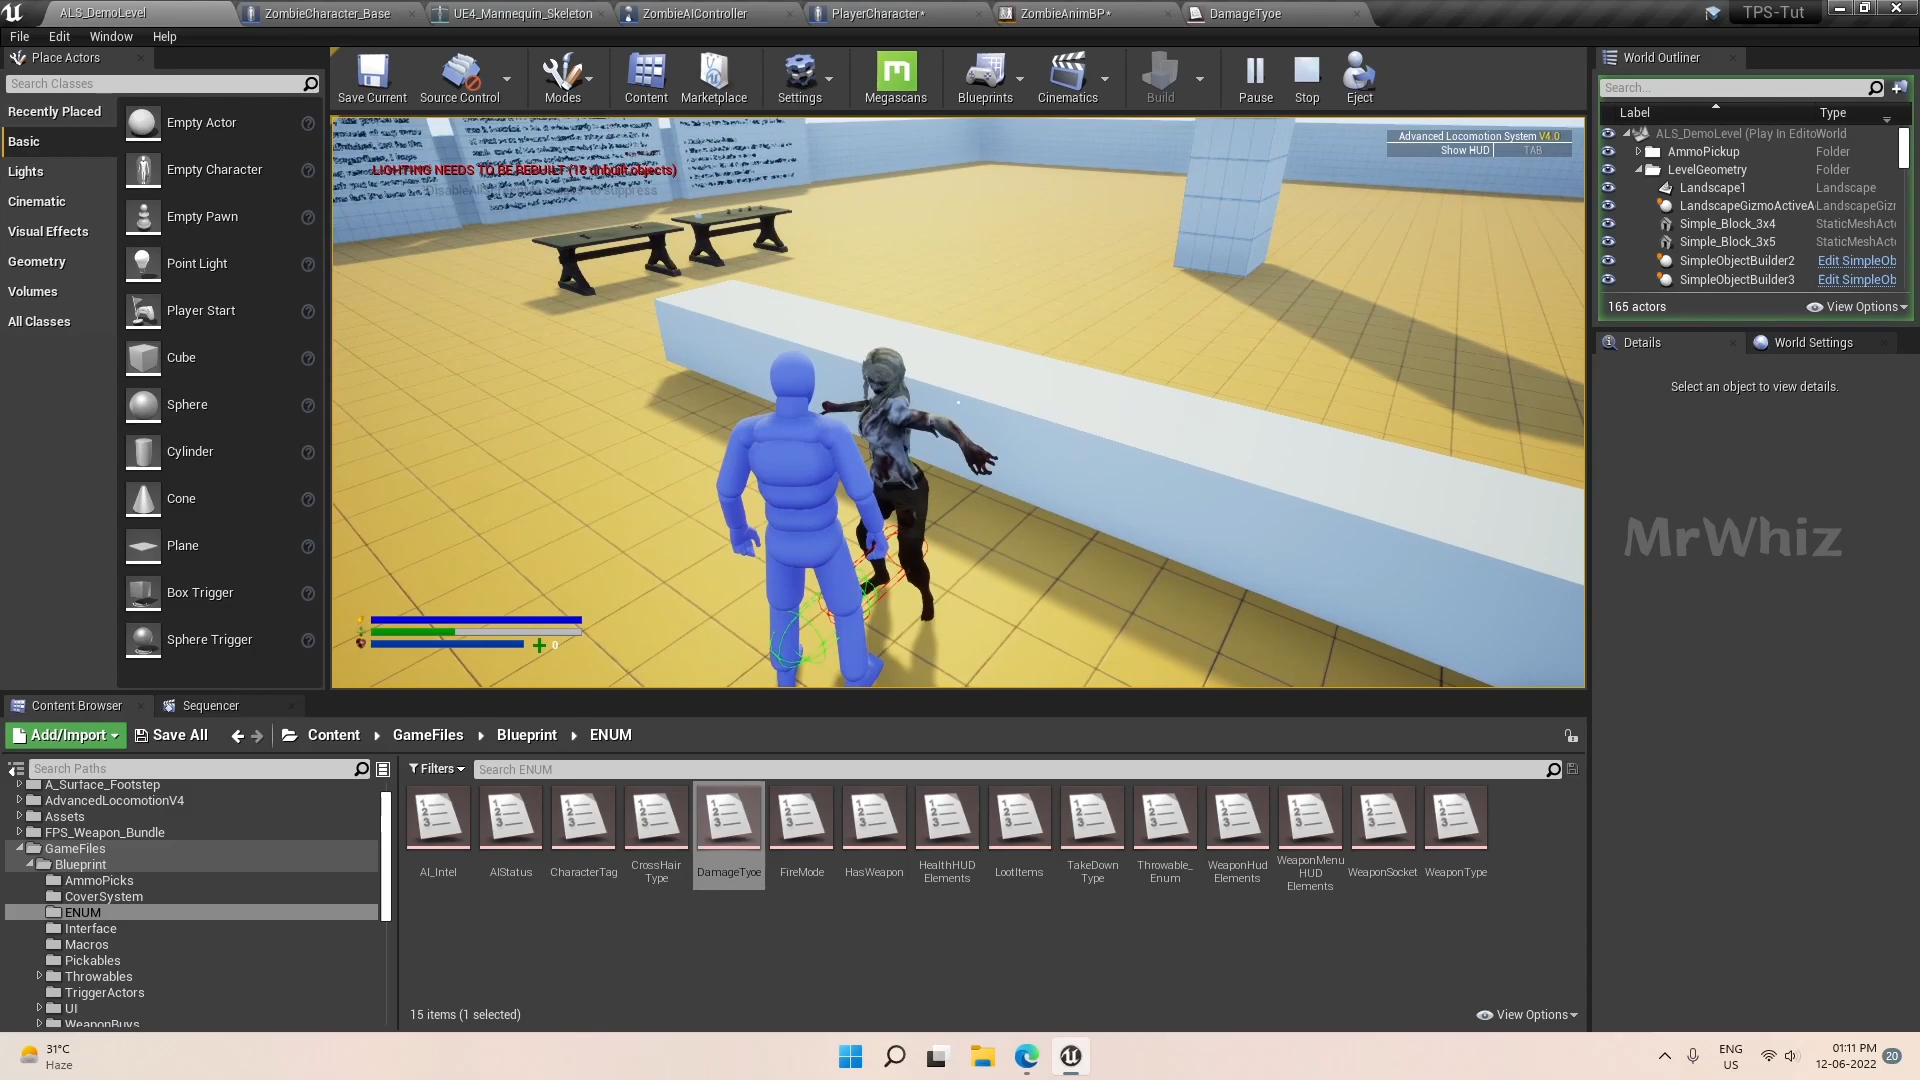 ALS_DemoLevel
ZombieCharacter_Base
UE4_Mannequin_Skeleton
ZombieAIController
PlayerCharacter*
ZombieAnimBP*
DamageTyoe
TPS-Tut
File Edit Window Help
Place Actors
Search Classes
Recently Placed
Basic
Lights
Cinematic
Visual Effects
Geometry
Volumes
All Classes
Empty Actor
Empty Character
Empty Pawn
Point Light
Player Start
Cube
Sphere
Cylinder
Cone
Plane
Box Trigger
Sphere Trigger
Save Current
Source Control
Modes
Content
Marketplace
Settings
Megascans
Blueprints
Cinematics
Build
Pause
Stop
Eject
LIGHTING NEEDS TO BE REBUILT (18 unbuilt objects)
Advanced Locomotion System V4.0
Show HUD TAB
0
World Outliner
Search...
Label Type
ALS_DemoLevel (Play In Edito World
AmmoPickup Folder
LevelGeometry Folder
Landscape1 Landscape
LandscapeGizmoActiveA LandscapeGizr
Simple_Block_3x4 StaticMeshActo
Simple_Block_3x5 StaticMeshActo
SimpleObjectBuilder2 Edit SimpleOb
SimpleObjectBuilder3 Edit SimpleOb
165 actors
View Options
Details
World Settings
Select an object to view details.
MrWhiz
Content Browser
Sequencer
Add/Import
Save All
Content
GameFiles
Blueprint
ENUM
Search Paths
Filters
Search ENUM
A_Surface_Footstep
AdvancedLocomotionV4
Assets
FPS_Weapon_Bundle
GameFiles
Blueprint
AmmoPicks
CoverSystem
ENUM
Interface
Macros
Pickables
Throwables
TriggerActors
UI
WeaponBuys
AI_Intel
AIStatus
CharacterTag
CrossHair
Type
DamageTyoe
FireMode
HasWeapon
HealthHUD
Elements
LootItems
TakeDown
Type
Throwable_
Enum
WeaponHud
Elements
WeaponMenu
HUD
Elements
WeaponSocket
WeaponType
15 items (1 selected)
View Options
31°C
Haze
ENG
US
01:11 PM
12-06-2022
20